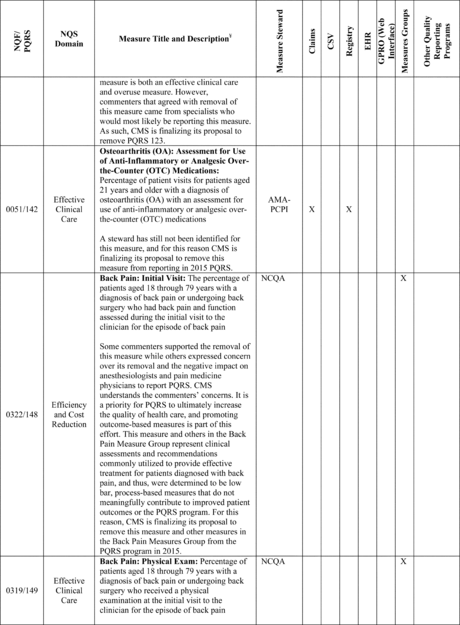 NQF/
PQRS
NQS
Domain
Measure Title and Description¥
Measure Steward
Claims
CSV
Registry
EHR
GPRO (Web
Interface)
Measures Groups
Other Quality
Reporting
Programs
measure is both an effective clinical care
and overuse measure. However,
commenters that agreed with removal of
this measure came from specialists who
would most likely be reporting this measure.
As such, CMS is finalizing its proposal to
remove PQRS 123.
0051/142
Effective
Clinical
Care
Osteoarthritis (OA): Assessment for Use
of Anti-Inflammatory or Analgesic Over-
the-Counter (OTC) Medications:
Percentage of patient visits for patients aged
21 years and older with a diagnosis of
osteoarthritis (OA) with an assessment for
use of anti-inflammatory or analgesic over-
the-counter (OTC) medications
A steward has still not been identified for
this measure, and for this reason CMS is
finalizing its proposal to remove this
measure from reporting in 2015 PQRS.
AMA-
PCPI
X
X
0322/148
Efficiency
and Cost
Reduction
Back Pain: Initial Visit: The percentage of
patients aged 18 through 79 years with a
diagnosis of back pain or undergoing back
surgery who had back pain and function
assessed during the initial visit to the
clinician for the episode of back pain
Some commenters supported the removal of
this measure while others expressed concern
over its removal and the negative impact on
anesthesiologists and pain medicine
physicians to report PQRS. CMS
understands the commenters' concerns. It is
a priority for PQRS to ultimately increase
the quality of health care, and promoting
outcome-based measures is part of this
effort. This measure and others in the Back
Pain Measure Group represent clinical
assessments and recommendations
commonly utilized to provide effective
treatment for patients diagnosed with back
pain, and thus, were determined to be low
bar, process-based measures that do not
meaningfully contribute to improved patient
outcomes or the PQRS program. For this
reason, CMS is finalizing its proposal to
remove this measure and other measures in
the Back Pain Measures Group from the
PQRS program in 2015.
NCQA
X
0319/149
Effective
Clinical
Care
Back Pain: Physical Exam: Percentage of
patients aged 18 through 79 years with a
diagnosis of back pain or undergoing back
surgery who received a physical
examination at the initial visit to the
clinician for the episode of back pain
NCQA
X